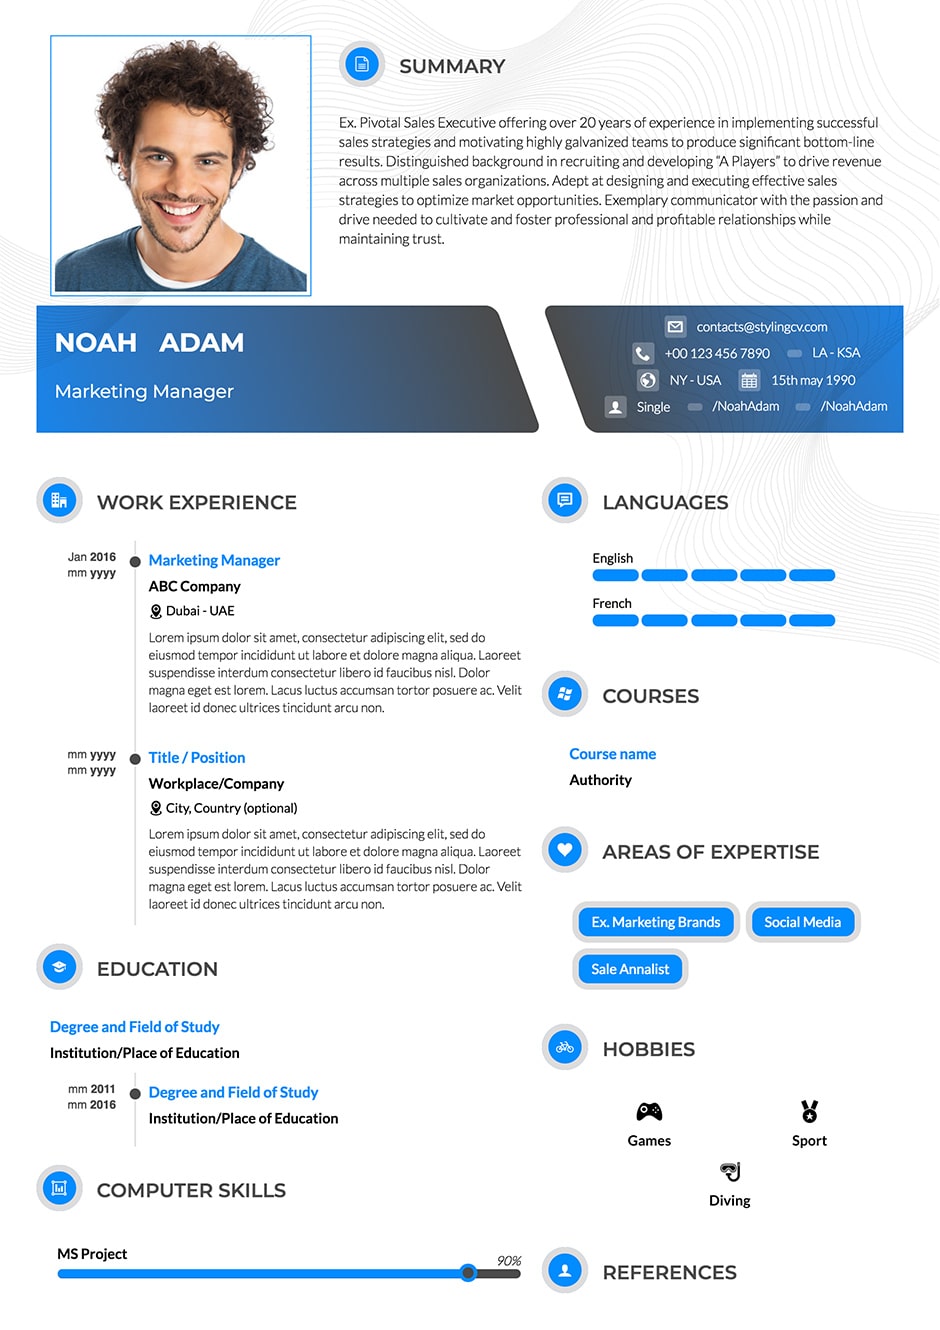 SUMMARY
Ex. Pivotal Sales Executive offering over 20 years of experience in implementing successful
sales strategies and motivating highly galvanized teams to produce significant bottom-line
results. Distinguished background in recruiting and developing “A Players” to drive revenue
across multiple sales organizations. Adept at designing and executing effective sales
strategies to optimize market opportunities. Exemplary communicator with the passion and
drive needed to cultivate and foster professional and profitable relationships while
maintaining trust.
NOAH ADAM
Marketing Manager
contacts@stylingcv.com
+00 123 456 7890 LA - KSA
NY - USA 15th may 1990
Single /NoahAdam /NoahAdam
WORK EXPERIENCE
Jan 2016
mm yyyy
Marketing Manager
ABC Company
Dubai - UAE
Lorem ipsum dolor sit amet, consectetur adipiscing elit, sed do
eiusmod tempor incididunt ut labore et dolore magna aliqua. Laoreet
suspendisse interdum consectetur libero id faucibus nisl. Dolor
magna eget est lorem. Lacus luctus accumsan tortor posuere ac. Velit
laoreet id donec ultrices tincidunt arcu non.
mm yyyy
mm yyyy
Title / Position
Workplace/Company
City, Country (optional)
Lorem ipsum dolor sit amet, consectetur adipiscing elit, sed do
eiusmod tempor incididunt ut labore et dolore magna aliqua. Laoreet
suspendisse interdum consectetur libero id faucibus nisl. Dolor
magna eget est lorem. Lacus luctus accumsan tortor posuere ac. Velit
laoreet id donec ultrices tincidunt arcu non.
EDUCATION
Degree and Field of Study
Institution/Place of Education
mm 2011
mm 2016
Degree and Field of Study
Institution/Place of Education
COMPUTER SKILLS
MS Project
90%
LANGUAGES
English
French
COURSES
Course name
Authority
AREAS OF EXPERTISE
Ex. Marketing Brands Social Media
Sale Annalist
HOBBIES
Games Sport
Diving
REFERENCES